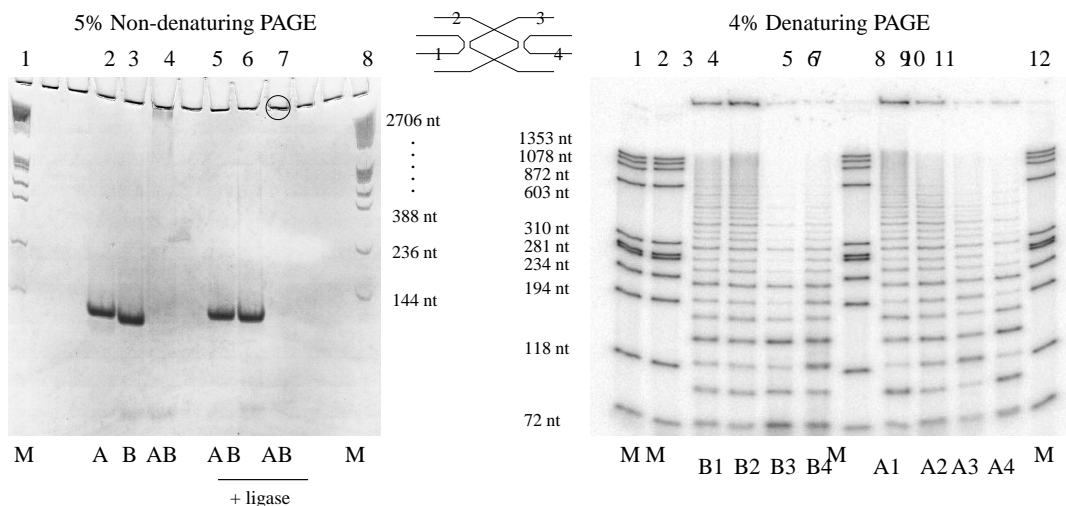 5% Non-denaturing PAGE
1 2 3 4 5 6 7 8
2706 nt
388 nt
236 nt
144 nt
M A B AB A B AB M
+ ligase
2 3
1 4
4% Denaturing PAGE
1 2 3 4 5 6 7 8 9 10 11 12
1353 nt
1078 nt
872 nt
603 nt
310 nt
281 nt
234 nt
194 nt
118 nt
72 nt
M M B1 B2 B3 B4 M A1 A2 A3 A4 M